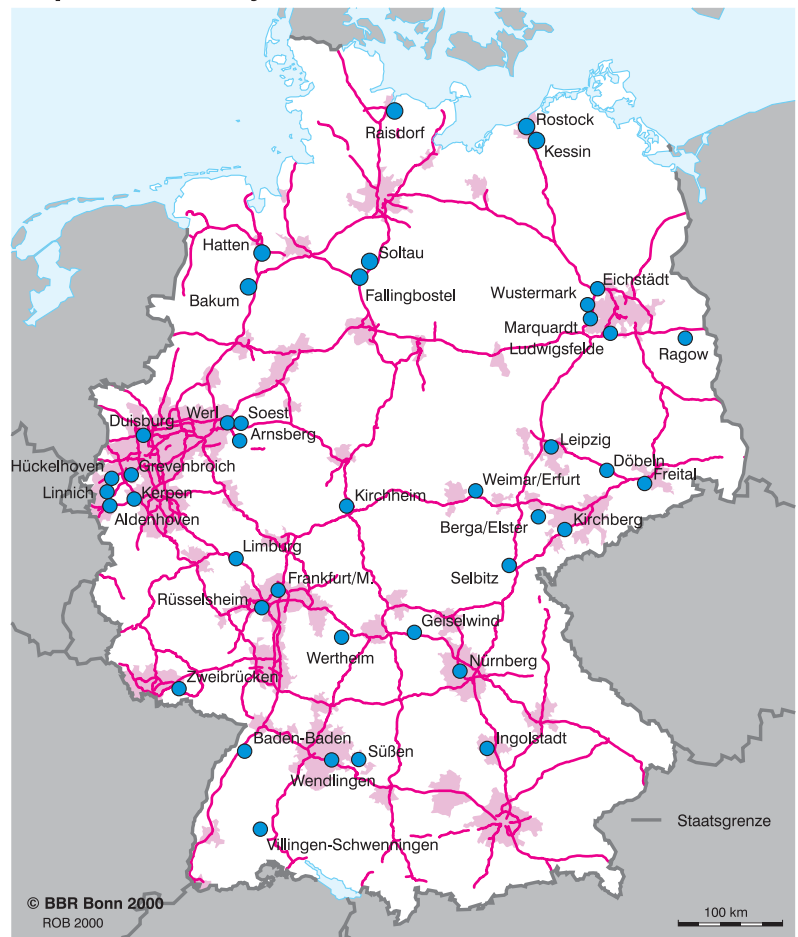 Rostock
Raisdorf
Kessin
Hatten
Soltau
Eichstädt
Bakum
Fallingbostel
Wustermark
Marquardt
Ludwigsfelde
Ragow
Werl
Soest
Duisburg
Arnsberg
Leipzig
Hückelhoven
Grevenbroich
Döbeln
Weimar/Erfurt
Freital
Linnich
Kerpen
Kirchheim
Aldenhoven
Berga/Elster
Kirchberg
Limburg
Frankfurt/M.
Selbitz
Rüsselsheim
Geiselwind
Wertheim
Nürnberg
Zweibrücken
Baden-Baden
Süßen
Ingolstadt
Wendlingen
Staatsgrenze
Villingen-Schwenningen
© BBR Bonn 2000
ROB 2000
100 km